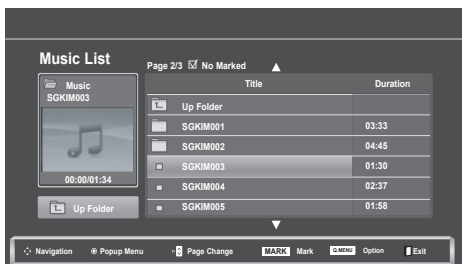 Music List
Page 2/3 ☑ No Marked
Music
SGKIM003
00:00/01:34
Up Folder
Title Duration
Up Folder
SGKIM001 03:33
SGKIM002 04:45
SGKIM003 01:30
SGKIM004 02:37
SGKIM005 01:58
Navigation Popup Menu P Page Change MARK Mark Q.MENU Option Exit